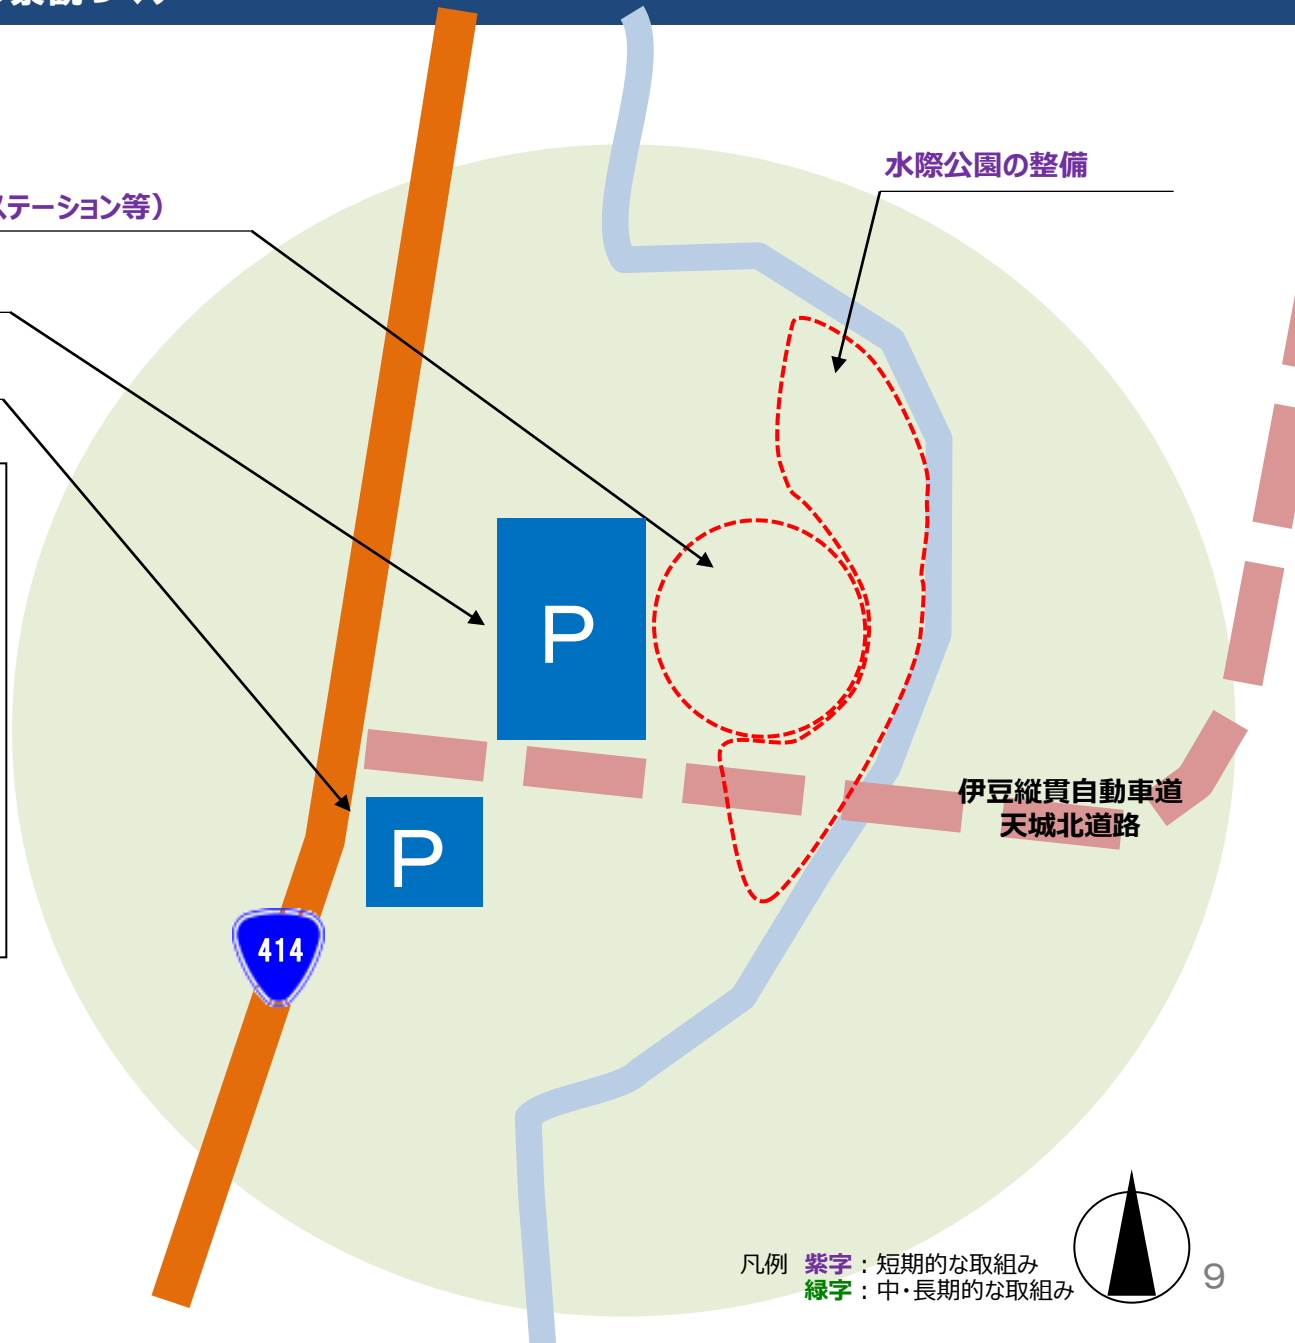 水際公園の整備
ステーション等）
P
P
伊豆縦貫自動車道
天城北道路
414
凡例 紫字：短期的な取組み
緑字：中・長期的な取組み
9